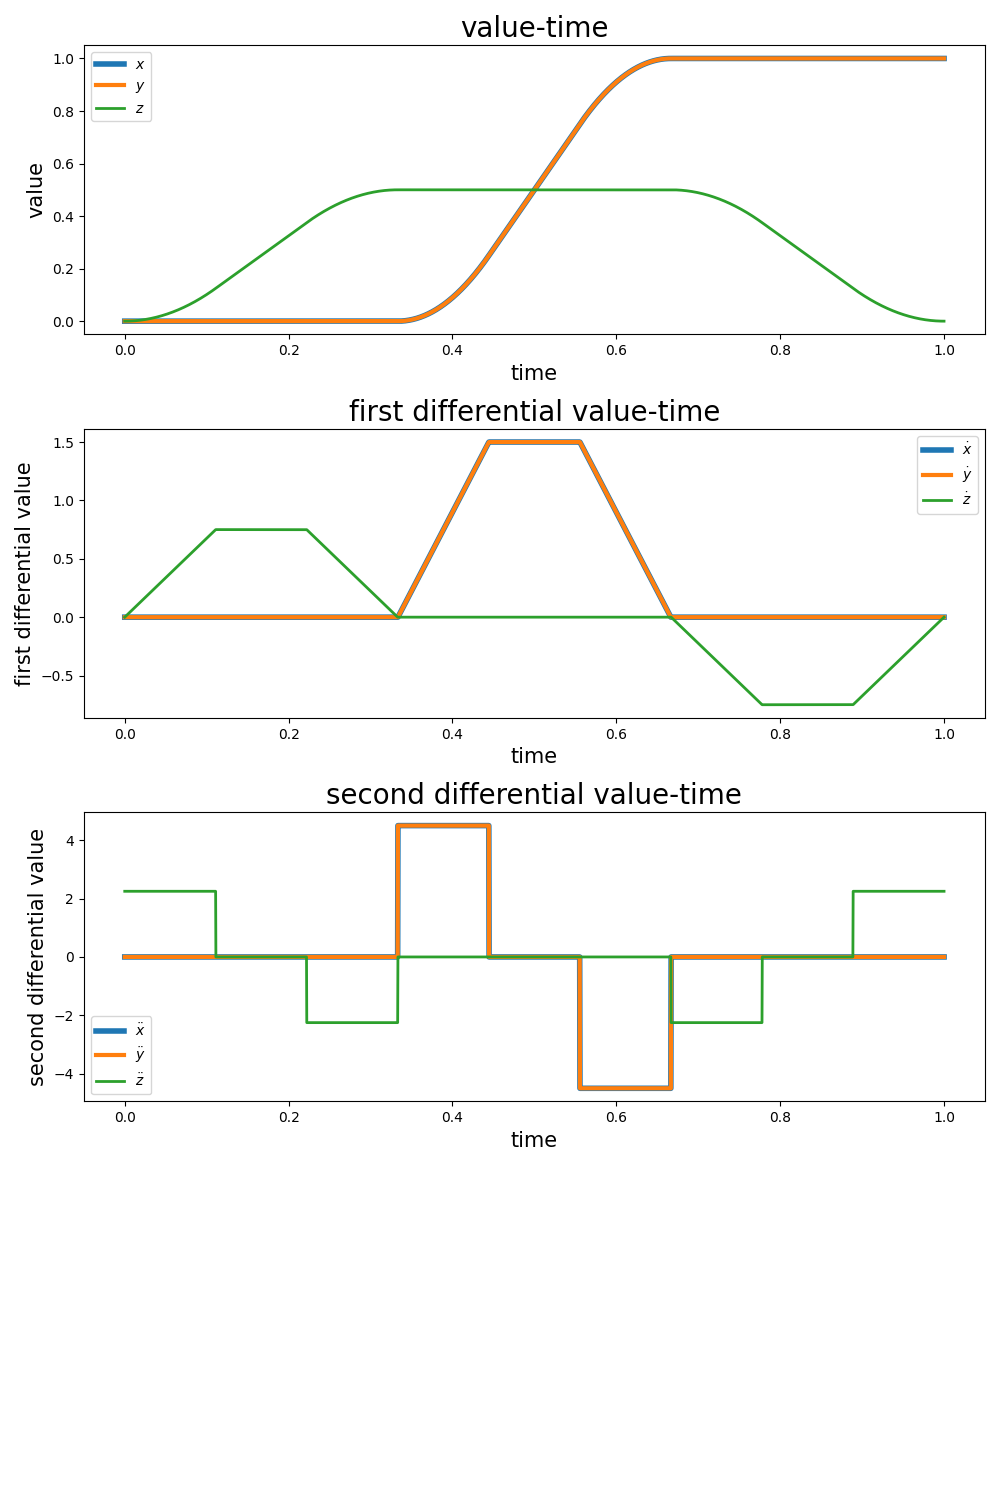 value-time
1.0
0.8
0.6
0.4
0.2
0.0
value
x
y
z
0.0 0.2 0.4 0.6 0.8 1.0
time
first differential value-time
1.5
1.0
0.5
0.0
−0.5
first differential value
ẋ
ẏ
ż
0.0 0.2 0.4 0.6 0.8 1.0
time
second differential value-time
4
2
0
−2
−4
second differential value
ẍ
ÿ
z̈
0.0 0.2 0.4 0.6 0.8 1.0
time